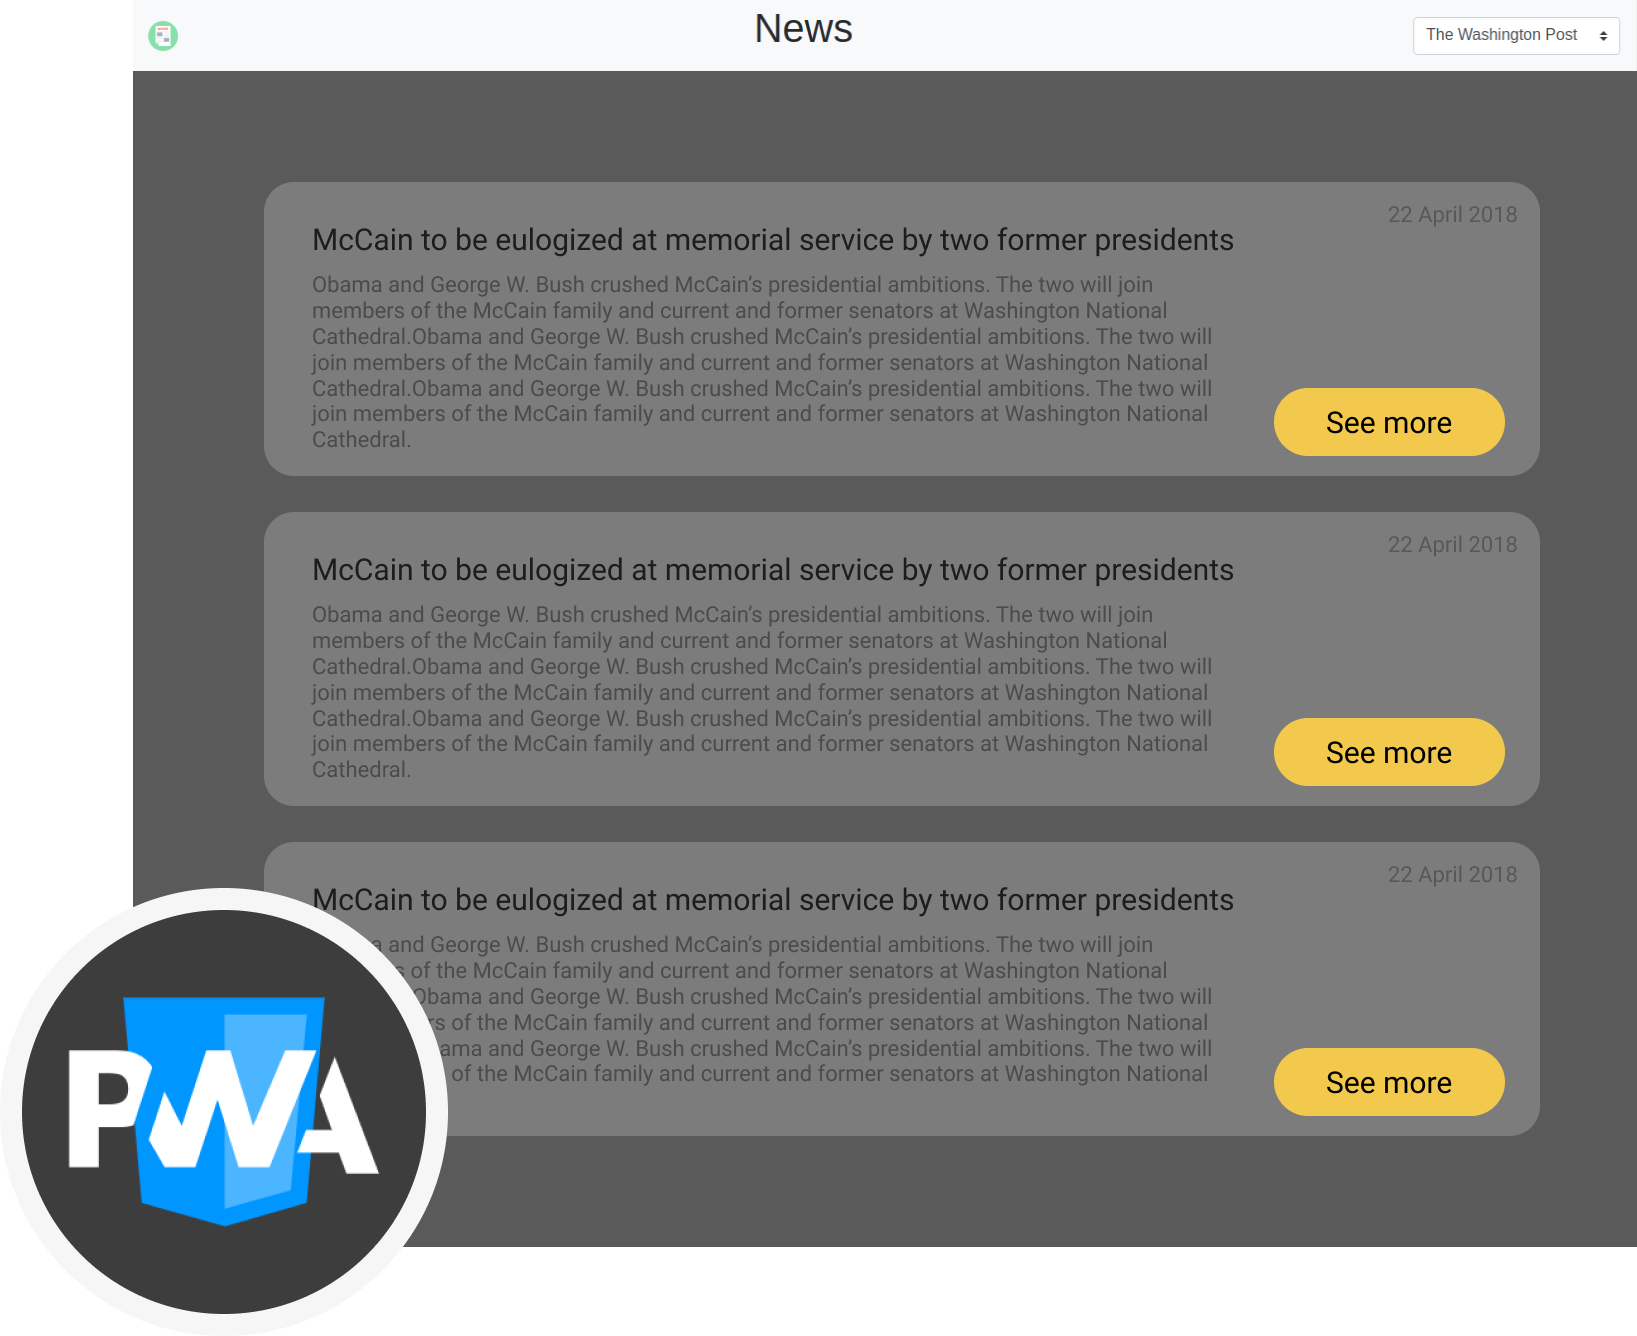 News
The Washington Post
22 April 2018
McCain to be eulogized at memorial service by two former presidents
Obama and George W. Bush crushed McCain’s presidential ambitions. The two will join
members of the McCain family and current and former senators at Washington National
Cathedral.Obama and George W. Bush crushed McCain’s presidential ambitions. The two will
join members of the McCain family and current and former senators at Washington National
Cathedral.Obama and George W. Bush crushed McCain’s presidential ambitions. The two will
join members of the McCain family and current and former senators at Washington National
Cathedral.
See more
22 April 2018
McCain to be eulogized at memorial service by two former presidents
Obama and George W. Bush crushed McCain’s presidential ambitions. The two will join
members of the McCain family and current and former senators at Washington National
Cathedral.Obama and George W. Bush crushed McCain’s presidential ambitions. The two will
join members of the McCain family and current and former senators at Washington National
Cathedral.Obama and George W. Bush crushed McCain’s presidential ambitions. The two will
join members of the McCain family and current and former senators at Washington National
Cathedral.
See more
22 April 2018
McCain to be eulogized at memorial service by two former presidents
and George W. Bush crushed McCain’s presidential ambitions. The two will join
of the McCain family and current and former senators at Washington National
Obama and George W. Bush crushed McCain’s presidential ambitions. The two will
of the McCain family and current and former senators at Washington National
and George W. Bush crushed McCain’s presidential ambitions. The two will
of the McCain family and current and former senators at Washington National
See more
PWA